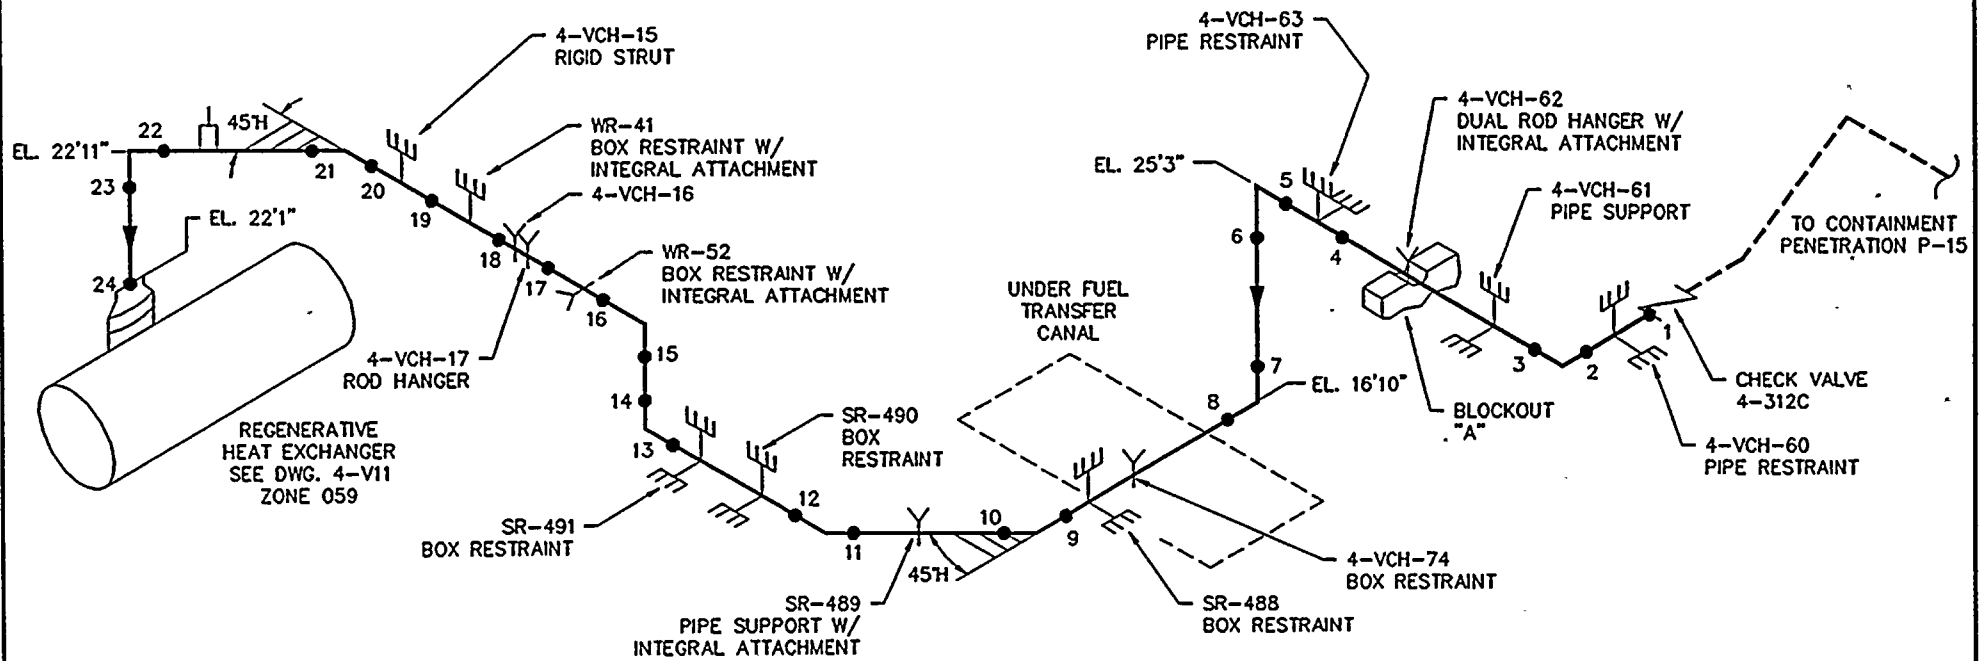 4-VCH-15
RIGID STRUT
4-VCH-63
PIPE RESTRAINT
22
45°H
WR-41
BOX RESTRAINT W/
INTEGRAL ATTACHMENT
4-VCH-62
DUAL ROD HANGER W/
INTEGRAL ATTACHMENT
EL. 22'11"
21
20
19
4-VCH-16
EL. 25'3"
5
4-VCH-61
PIPE SUPPORT
23
EL. 22'1"
18
17
16
WR-52
BOX RESTRAINT W/
INTEGRAL ATTACHMENT
6
4
TO CONTAINMENT
PENETRATION P-15
24
UNDER FUEL
TRANSFER
CANAL
1
4-VCH-17
ROD HANGER
15
14
7
3
2
EL. 16'10"
CHECK VALVE
4-312C
8
BLOCKOUT
"A"
REGENERATIVE
HEAT EXCHANGER
SEE DWG. 4-V11
ZONE 059
13
SR-490
BOX
RESTRAINT
4-VCH-60
PIPE RESTRAINT
12
SR-491
BOX RESTRAINT
11
10
9
45°H
4-VCH-74
BOX RESTRAINT
SR-489
PIPE SUPPORT W/
INTEGRAL ATTACHMENT
SR-488
BOX RESTRAINT